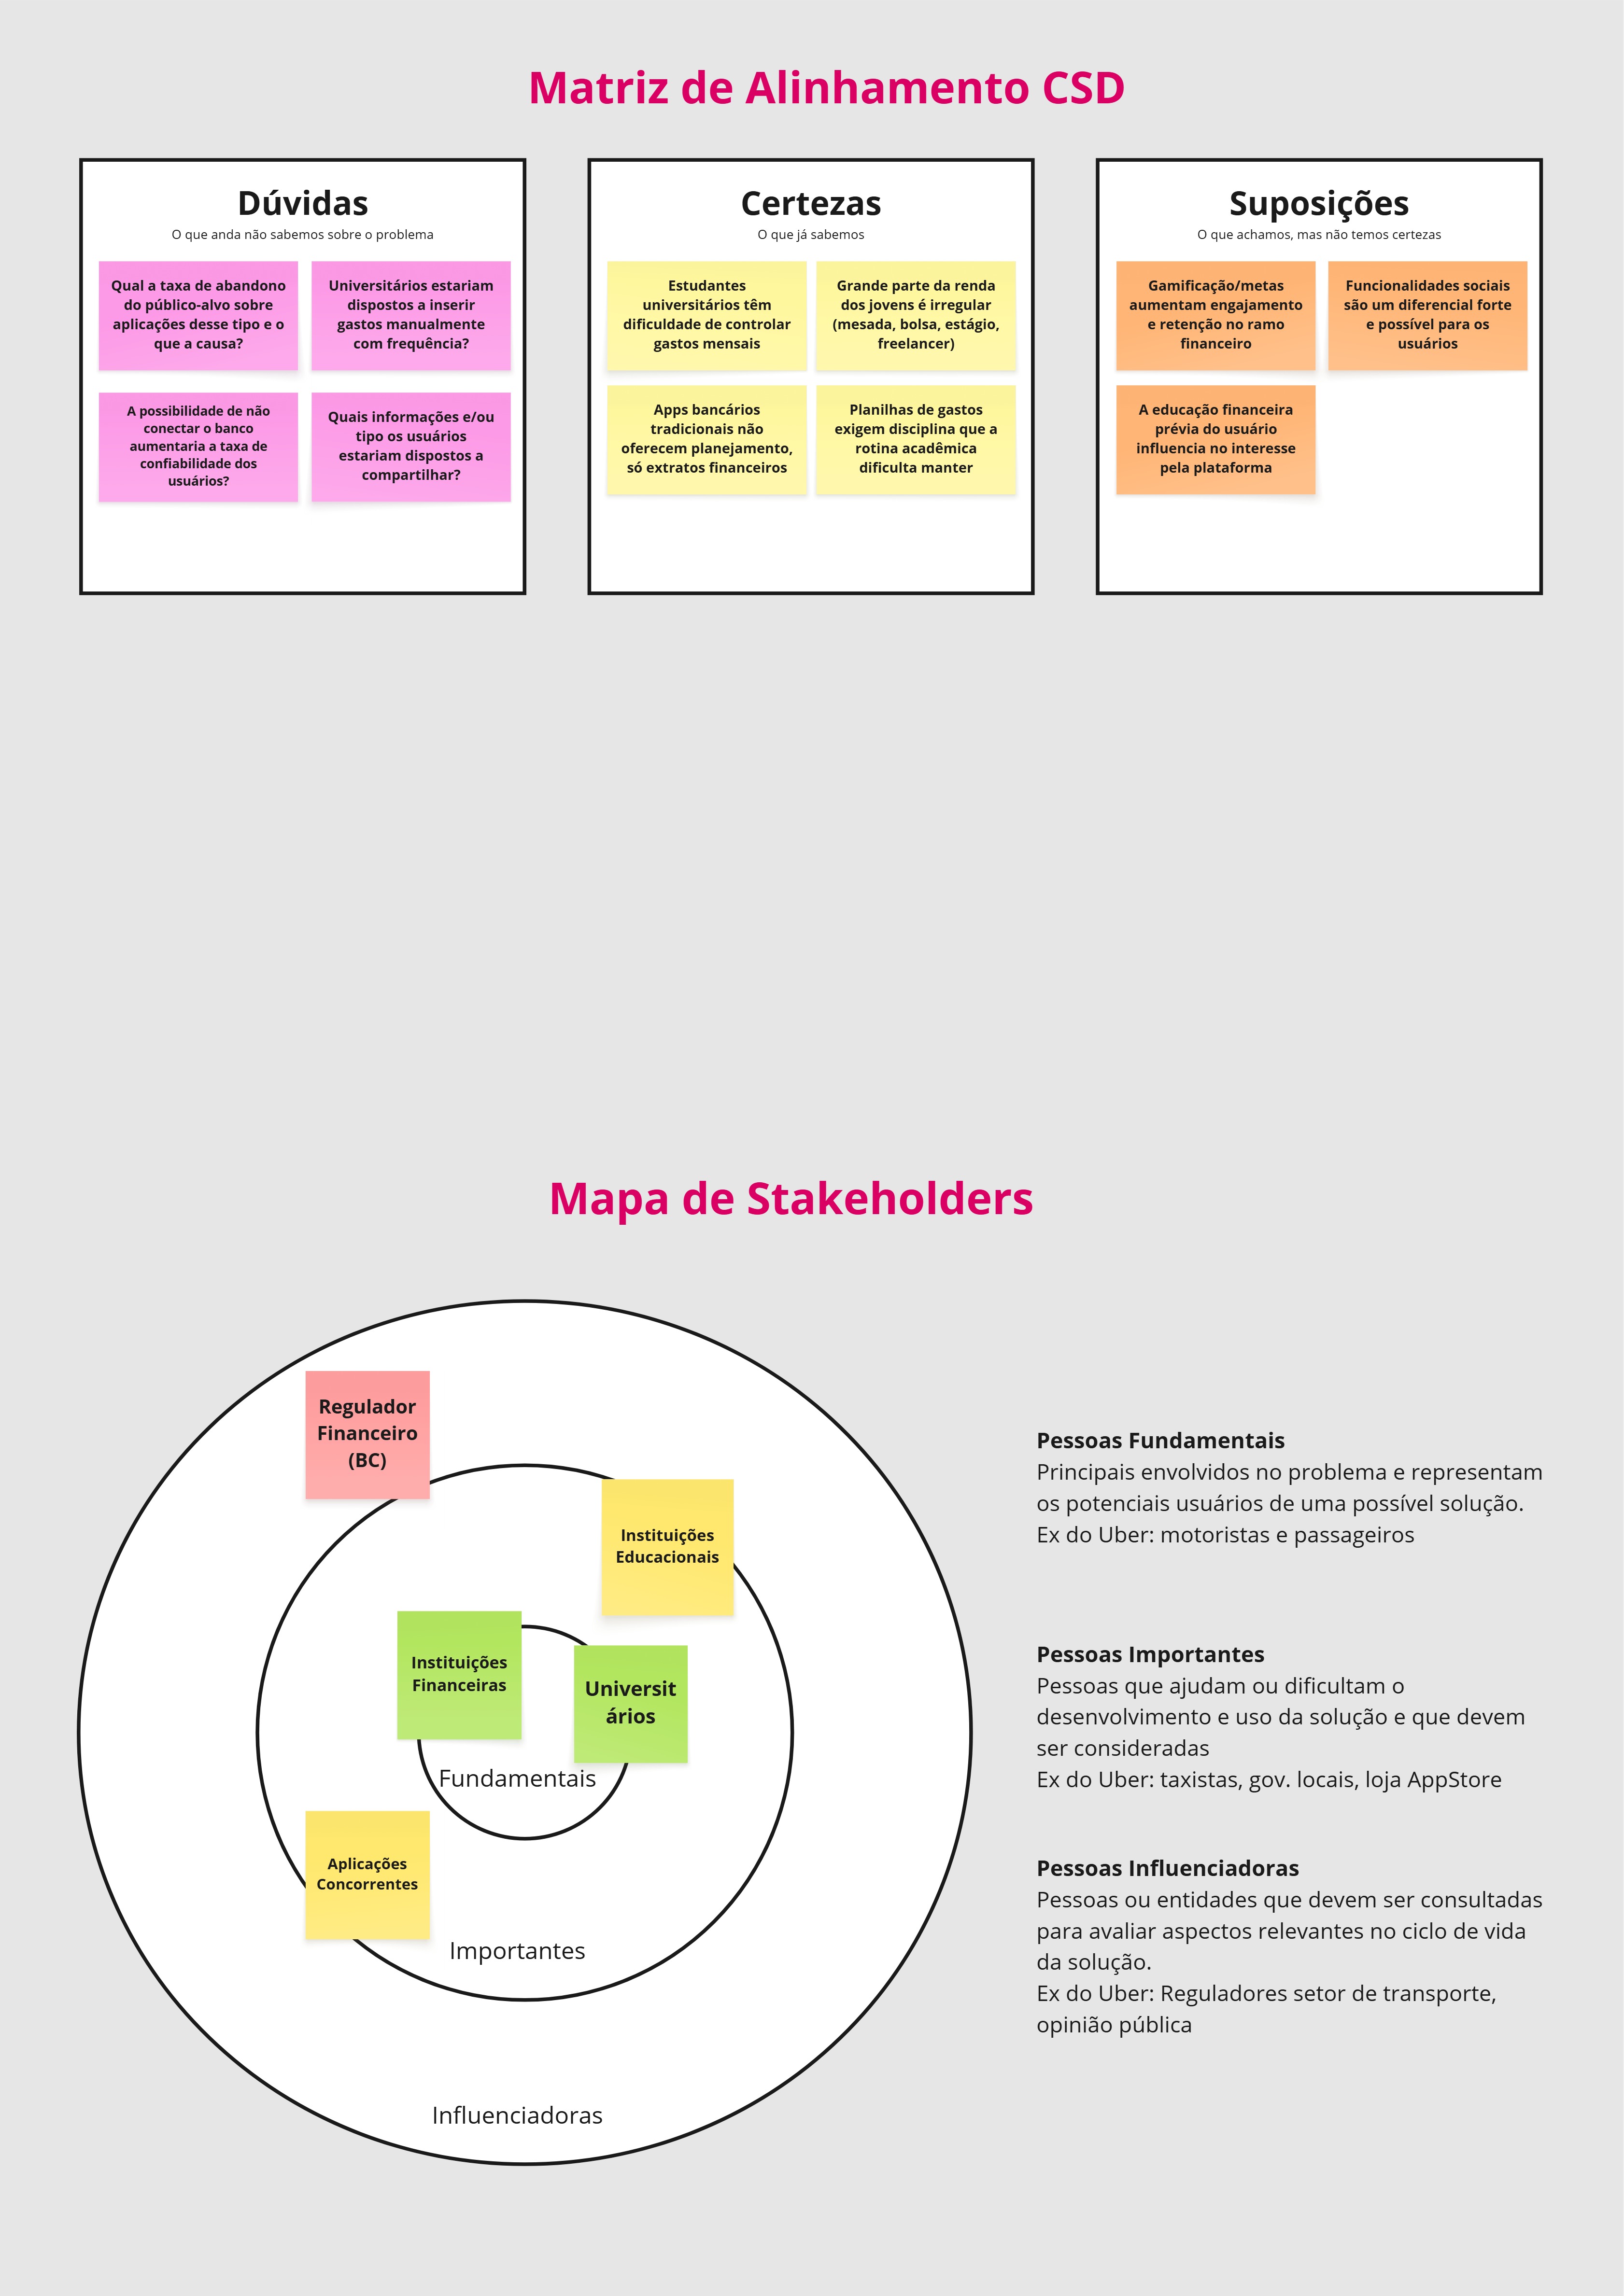 Matriz de Alinhamento CSD
Dúvidas
O que anda não sabemos sobre o problema
Qual a taxa de abandono
do público-alvo sobre
aplicações desse tipo e o
que a causa?
Universitários estariam
dispostos a inserir
gastos manualmente
com frequência?
A possibilidade de não
conectar o banco
aumentaria a taxa de
confiabilidade dos
usuários?
Quais informações e/ou
tipo os usuários
estariam dispostos a
compartilhar?
Certezas
O que já sabemos
Estudantes
universitários têm
dificuldade de controlar
gastos mensais
Grande parte da renda
dos jovens é irregular
(mesada, bolsa, estágio,
freelancer)
Apps bancários
tradicionais não
oferecem planejamento,
só extratos financeiros
Planilhas de gastos
exigem disciplina que a
rotina acadêmica
dificulta manter
Suposições
O que achamos, mas não temos certezas
Gamificação/metas
aumentam engajamento
e retenção no ramo
financeiro
Funcionalidades sociais
são um diferencial forte
e possível para os
usuários
A educação financeira
prévia do usuário
influencia no interesse
pela plataforma
Mapa de Stakeholders
Regulador
Financeiro
(BC)
Instituições
Educacionais
Instituições
Financeiras
Universit
ários
Fundamentais
Aplicações
Concorrentes
Importantes
Influenciadoras
Pessoas Fundamentais
Principais envolvidos no problema e representam
os potenciais usuários de uma possível solução.
Ex do Uber: motoristas e passageiros
Pessoas Importantes
Pessoas que ajudam ou dificultam o
desenvolvimento e uso da solução e que devem
ser consideradas
Ex do Uber: taxistas, gov. locais, loja AppStore
Pessoas Influenciadoras
Pessoas ou entidades que devem ser consultadas
para avaliar aspectos relevantes no ciclo de vida
da solução.
Ex do Uber: Reguladores setor de transporte,
opinião pública